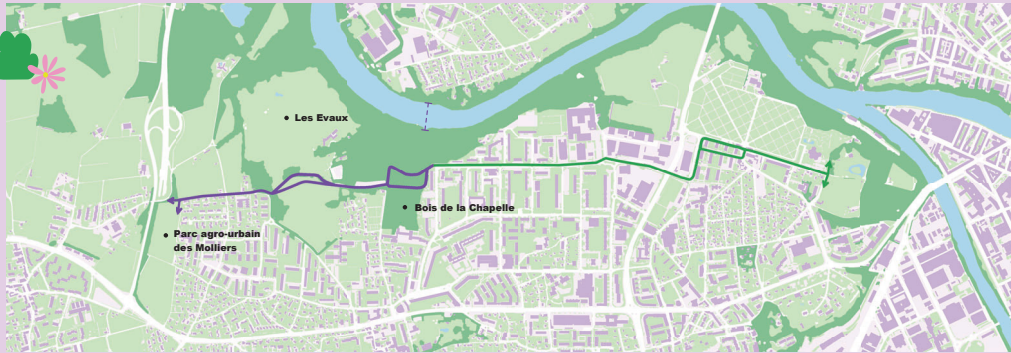 Les Evaux
Bois de la Chapelle
Parc agro-urbain
des Molliers